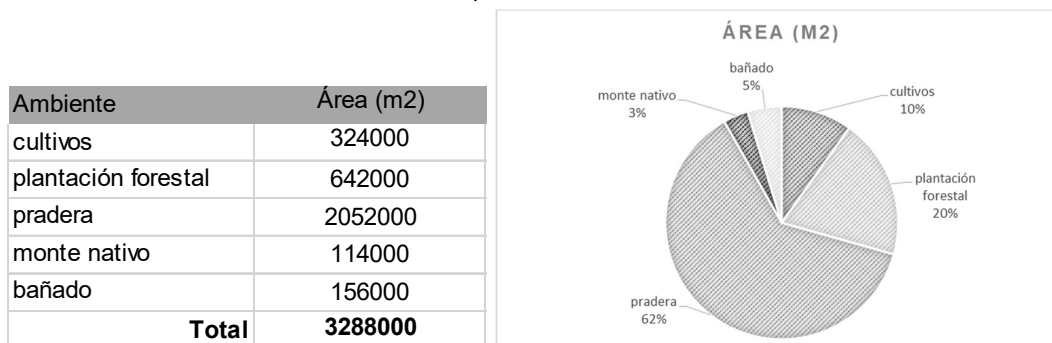 Ambiente Área (m2)
cultivos 324000
plantación forestal 642000
pradera 2052000
monte nativo 114000
bañado 156000
Total 3288000
ÁREA (M2)
bañado
5%
monte nativo
3%
cultivos
10%
plantación
forestal
20%
pradera
62%